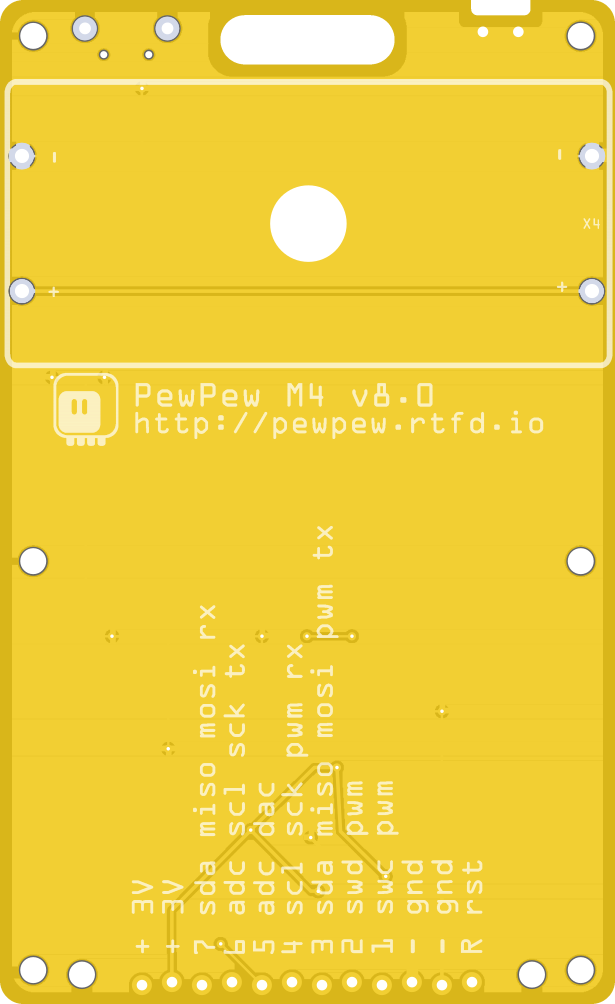 - -
X4
+ +
PewPew M4 v8.0
http://pewpew.rtfd.io
+ 3V
+ 3V
7 sda miso mosi rx
6 adc scl sck tx
5 adc dac
4 scl sck pwm rx
3 sda miso mosi pwm tx
2 swd pwm
1 swc pwm
- gnd
- gnd
R rst